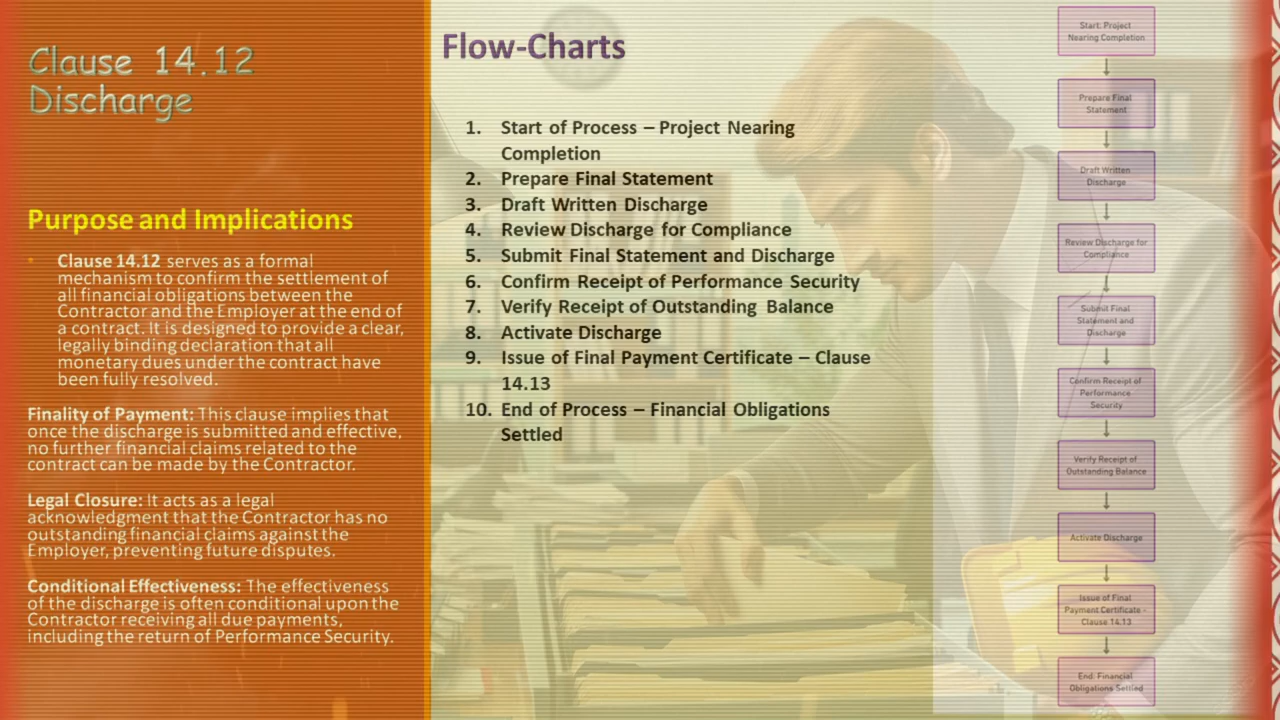 Clause 14.12
Discharge
Purpose and Implications
Clause 14.12 serves as a formal
mechanism to confirm the settlement of
all financial obligations between the
Contractor and the Employer at the end of
a contract. It is designed to provide a clear,
legally binding declaration that all
monetary dues under the contract have
been fully resolved.
Finality of Payment: This clause implies that
once the discharge is submitted and effective,
no further financial claims related to the
contract can be made by the Contractor.
Legal Closure: It acts as a legal
acknowledgment that the Contractor has no
outstanding financial claims against the
Employer, preventing future disputes.
Conditional Effectiveness: The effectiveness
of the discharge is often conditional upon the
Contractor receiving all due payments,
including the return of Performance Security.
Flow-Charts
1. Start of Process – Project Nearing
Completion
2. Prepare Final Statement
3. Draft Written Discharge
4. Review Discharge for Compliance
5. Submit Final Statement and Discharge
6. Confirm Receipt of Performance Security
7. Verify Receipt of Outstanding Balance
8. Activate Discharge
9. Issue of Final Payment Certificate – Clause
14.13
10. End of Process – Financial Obligations
Settled
Start: Project
Nearing Completion
Prepare Final
Statement
Draft Written
Discharge
Review Discharge for
Compliance
Submit Final
Statement and
Discharge
Confirm Receipt of
Performance
Security
Verify Receipt of
Outstanding Balance
Activate Discharge
Issue of Final
Payment Certificate -
Clause 14.13
End: Financial
Obligations Settled